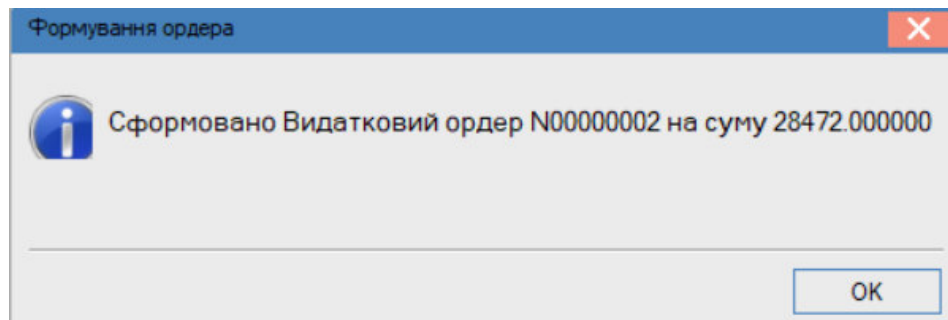 Формування ордера
Сформовано Видатковий ордер N00000002 на суму 28472.000000
OK